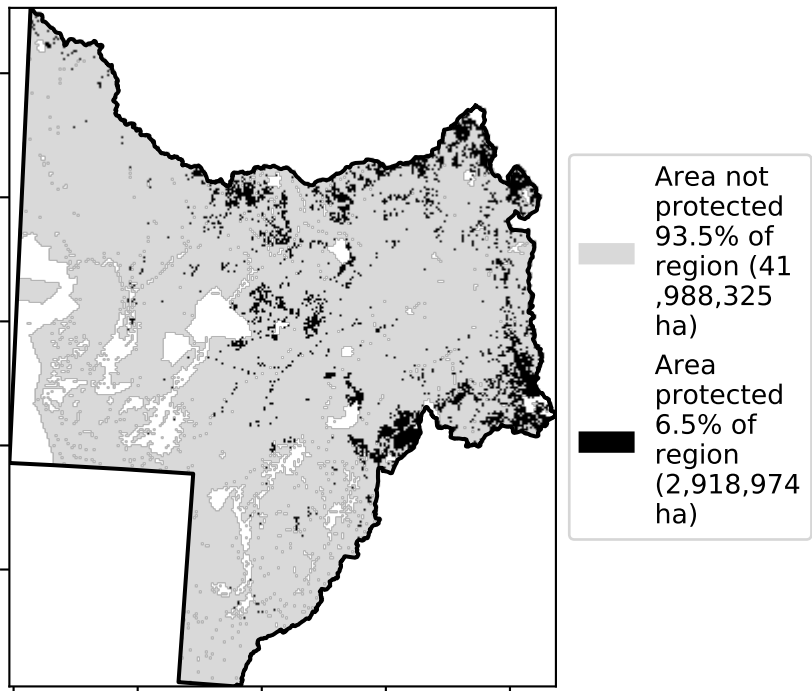 Area not
protected
93.5% of
region (41
,988,325
ha)
Area
protected
6.5% of
region
(2,918,974
ha)